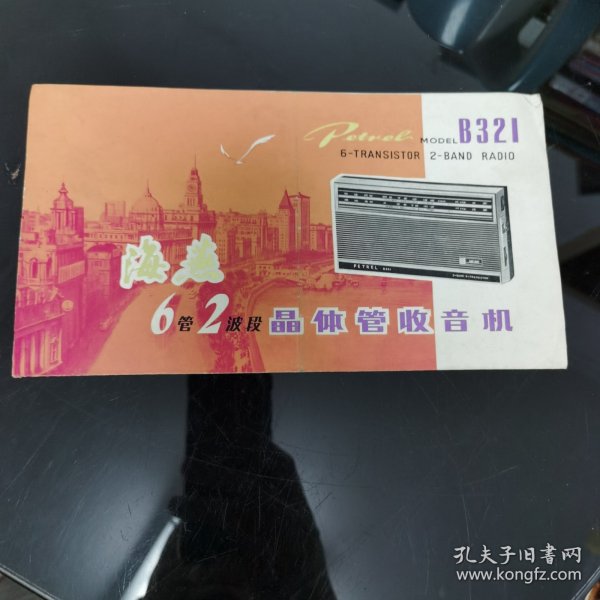 Petrel MODEL B321
6-TRANSISTOR 2-BAND RADIO
PETREL B321
海燕
6管2波段晶体管收音机
孔夫子旧书网
www.kongfz.com